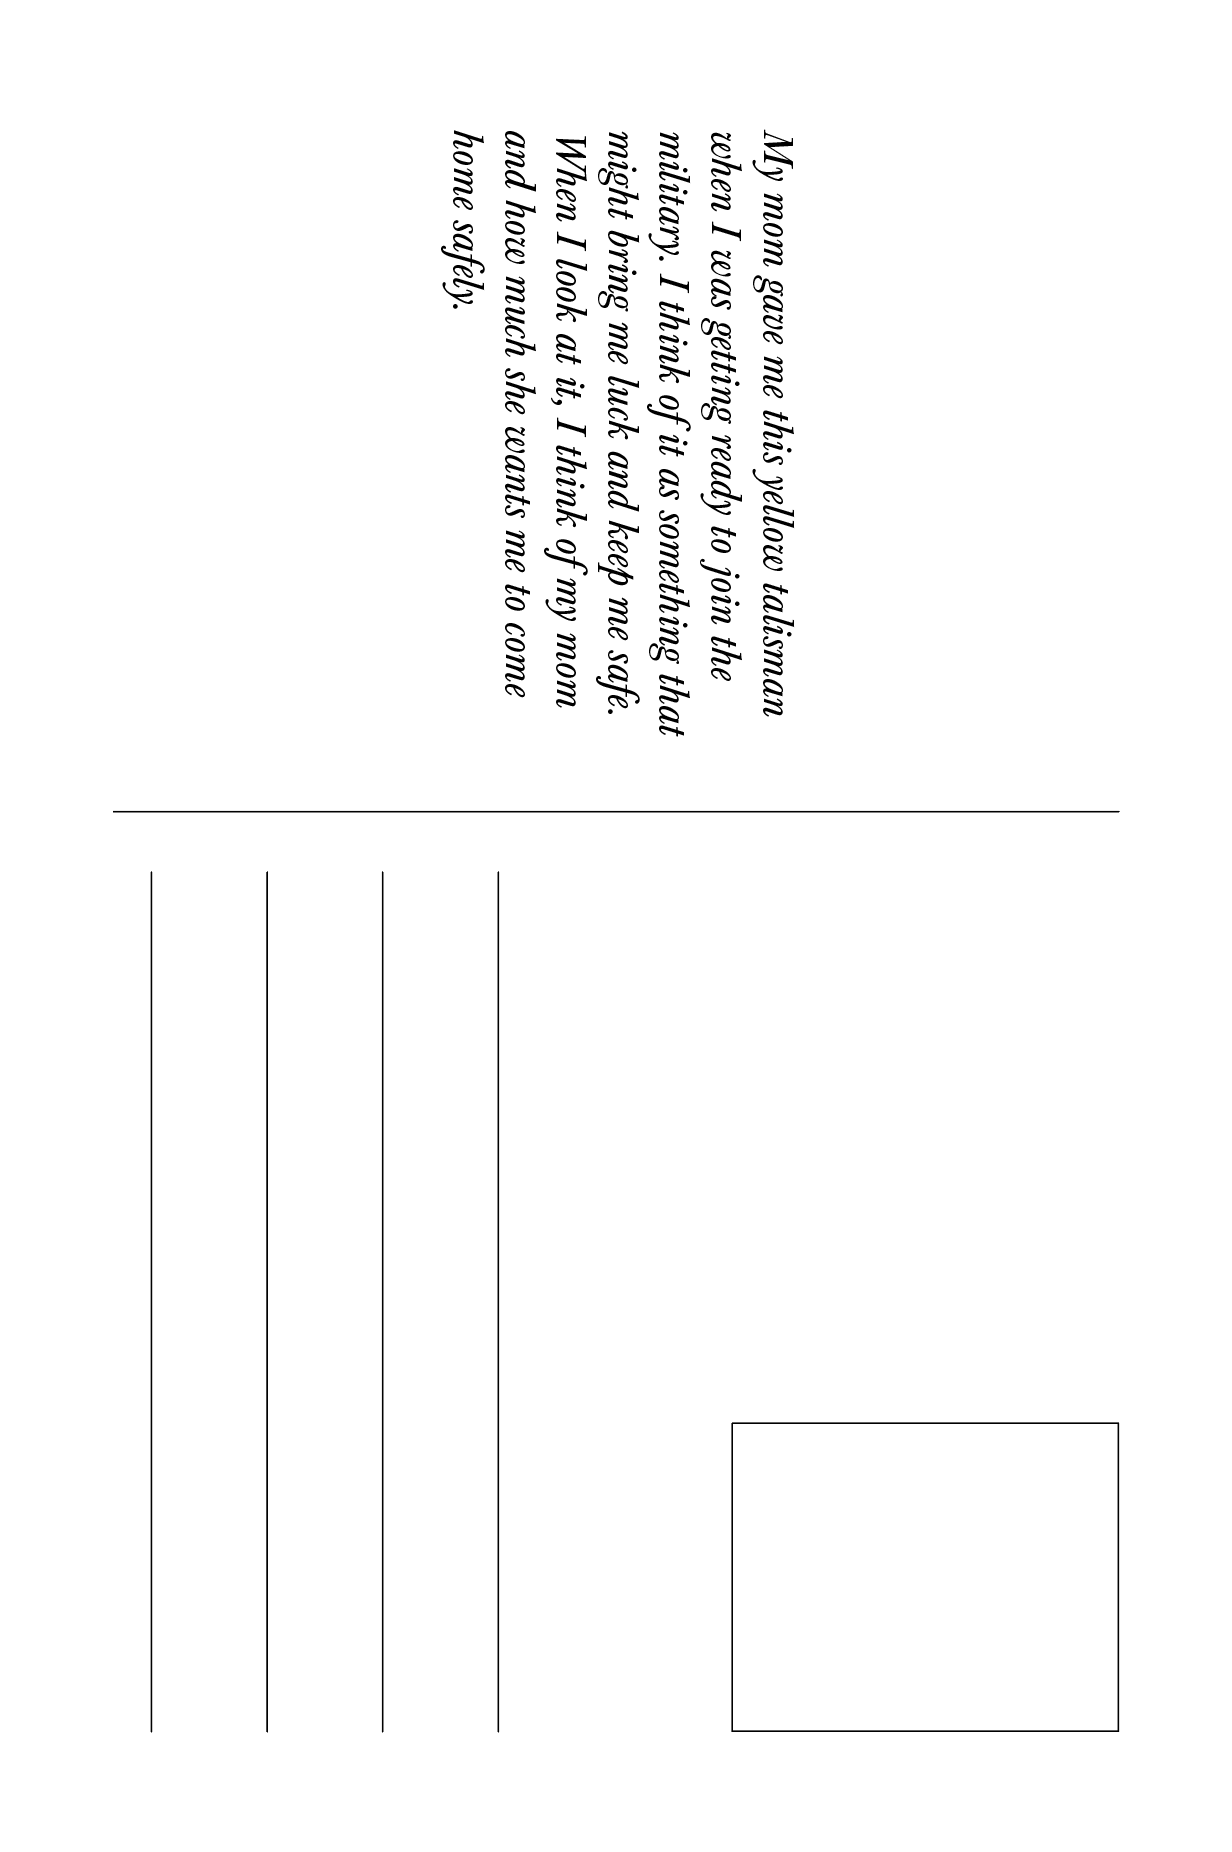 My mom gave me this yellow talisman
when I was getting ready to join the
military. I think of it as something that
might bring me luck and keep me safe.
When I look at it, I think of my mom
and how much she wants me to come
home safely.